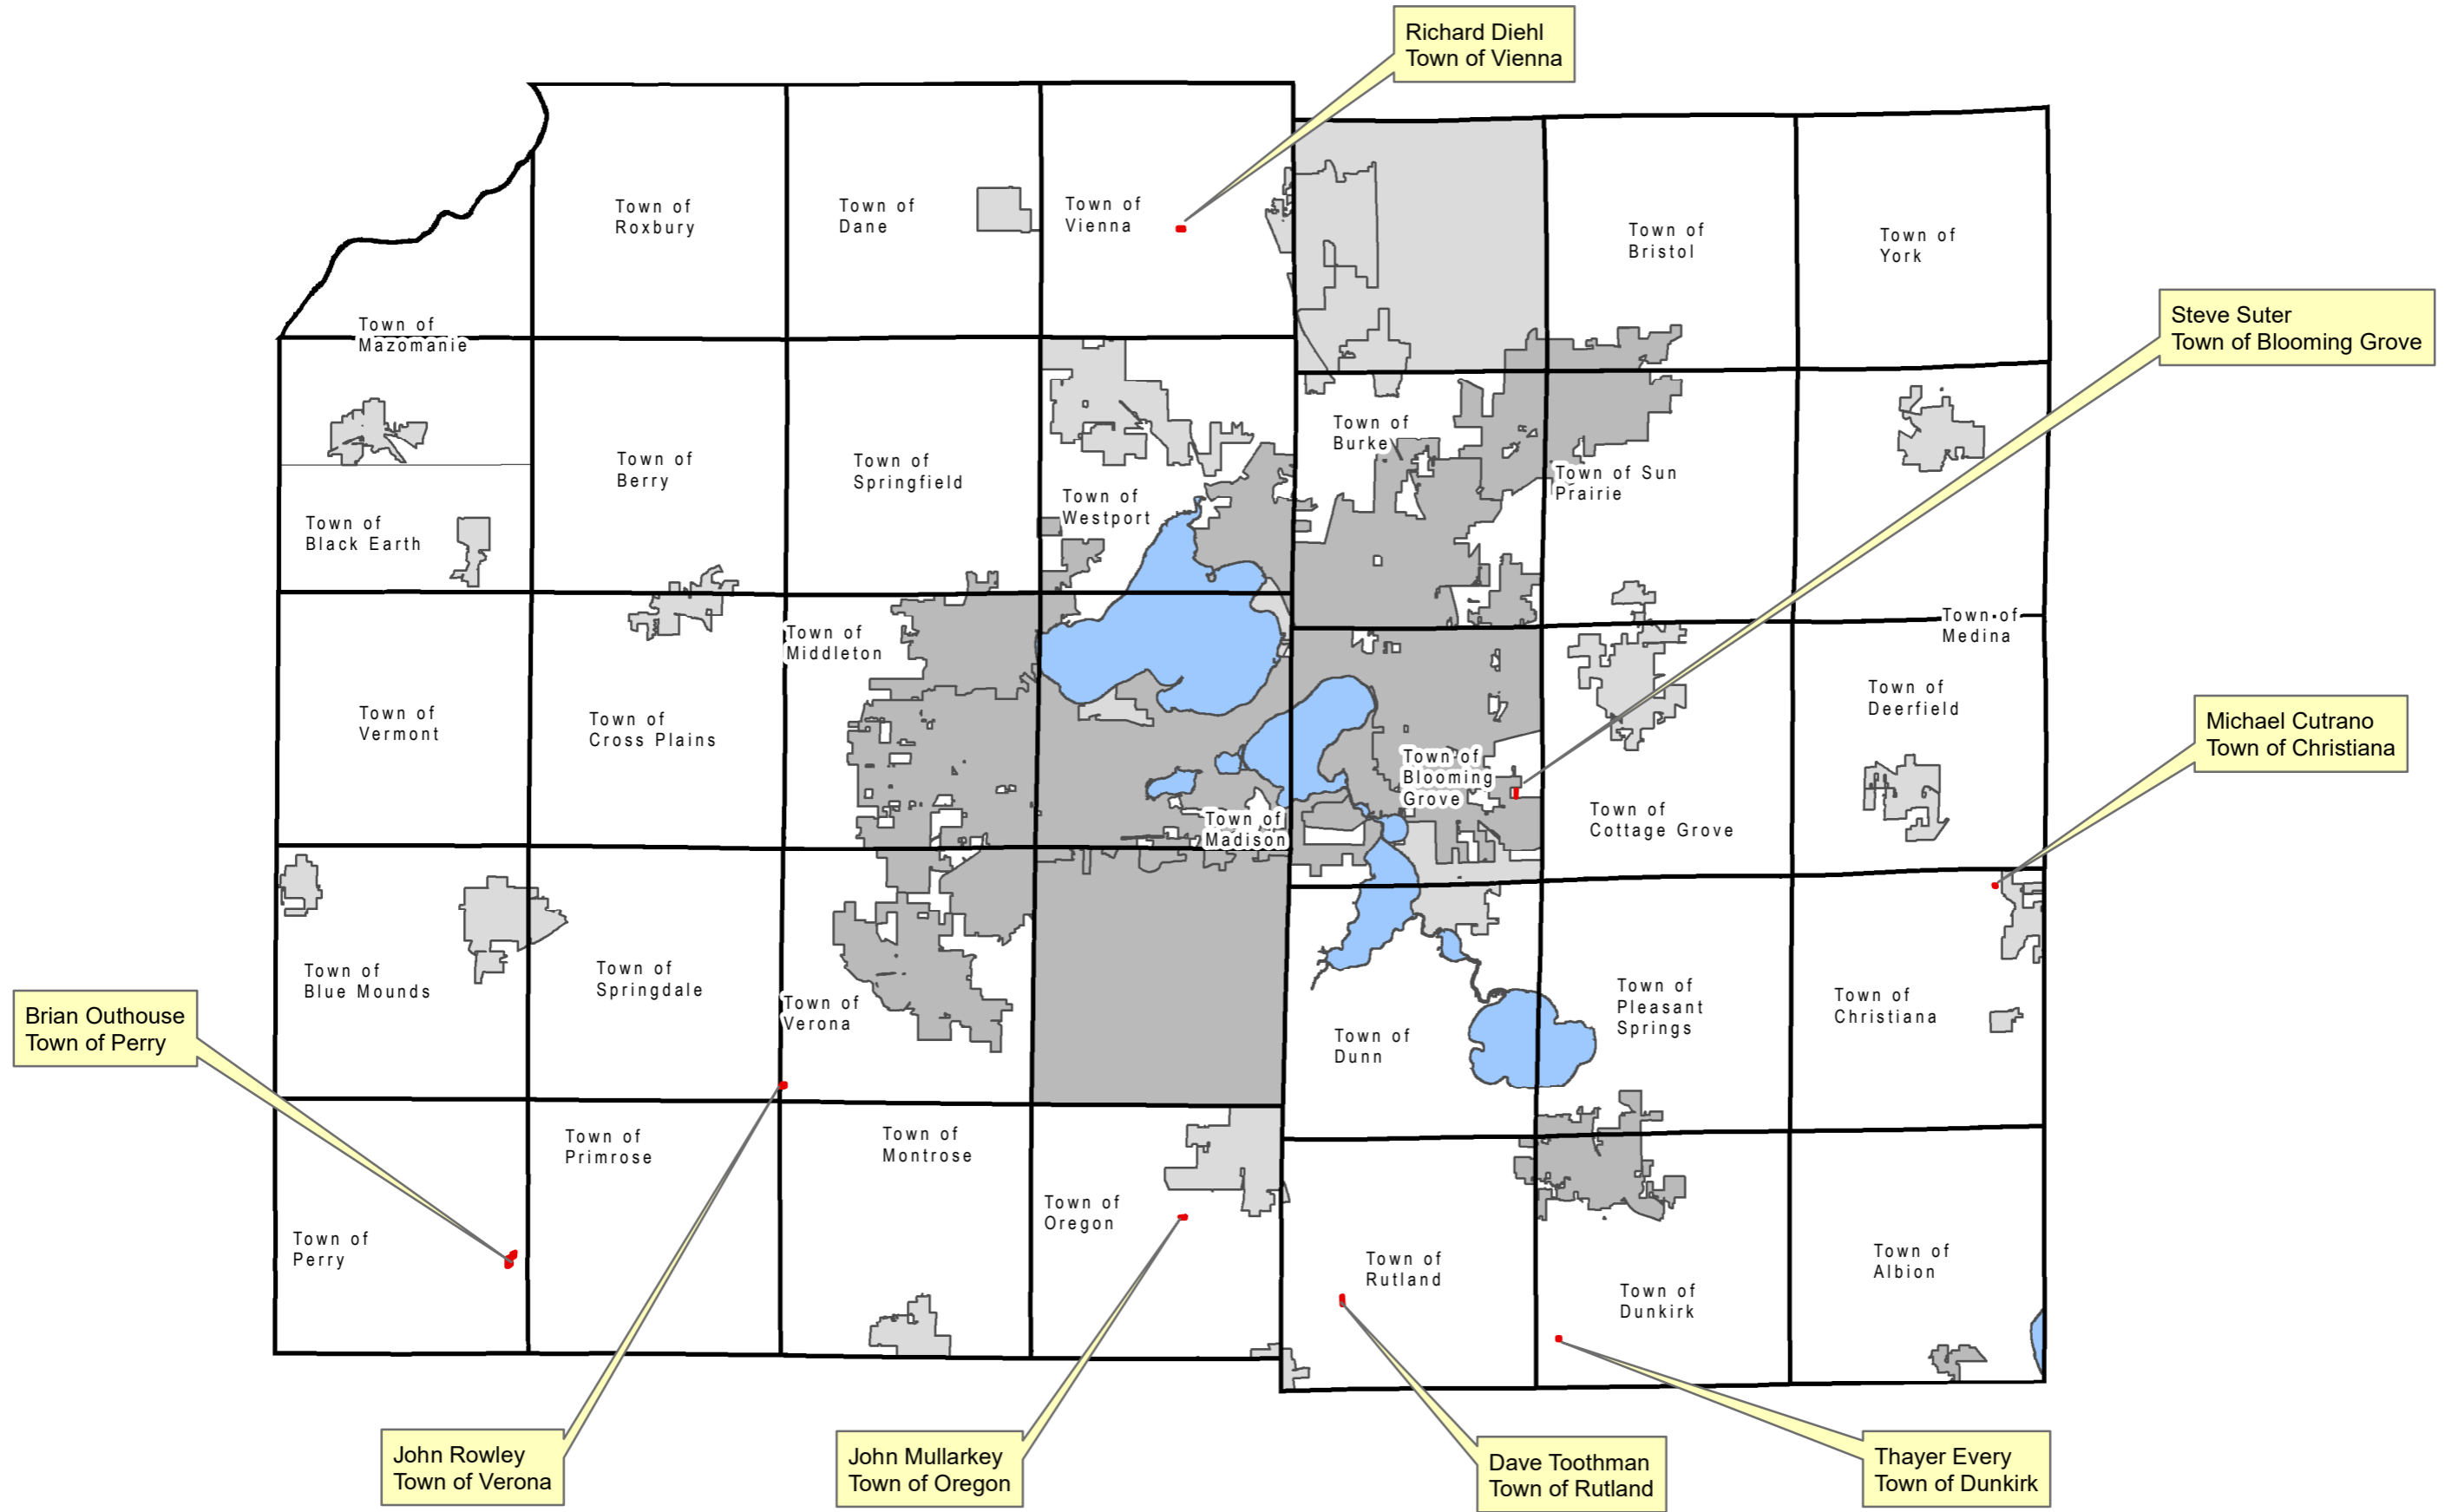 Richard Diehl
Town of Vienna
Town of
Roxbury
Town of
Dane
Town of
Vienna
Town of
Bristol
Town of
York
Steve Suter
Town of Blooming Grove
Town of
Mazomanie
Town of
Burke
Town of
Berry
Town of
Springfield
Town of Sun
Prairie
Town of
Westport
Town of
Black Earth
Town of
Medina
Town of
Middleton
Town of
Deerfield
Town of
Vermont
Town of
Cross Plains
Michael Cutrano
Town of Christiana
Town of
Blooming
Grove
Town of
Cottage Grove
Town of
Madison
Town of
Blue Mounds
Town of
Springdale
Town of
Verona
Town of
Pleasant
Springs
Town of
Christiana
Brian Outhouse
Town of Perry
Town of
Dunn
Town of
Primrose
Town of
Montrose
Town of
Oregon
Town of
Perry
Town of
Rutland
Town of
Albion
Town of
Dunkirk
John Rowley
Town of Verona
John Mullarkey
Town of Oregon
Dave Toothman
Town of Rutland
Thayer Every
Town of Dunkirk